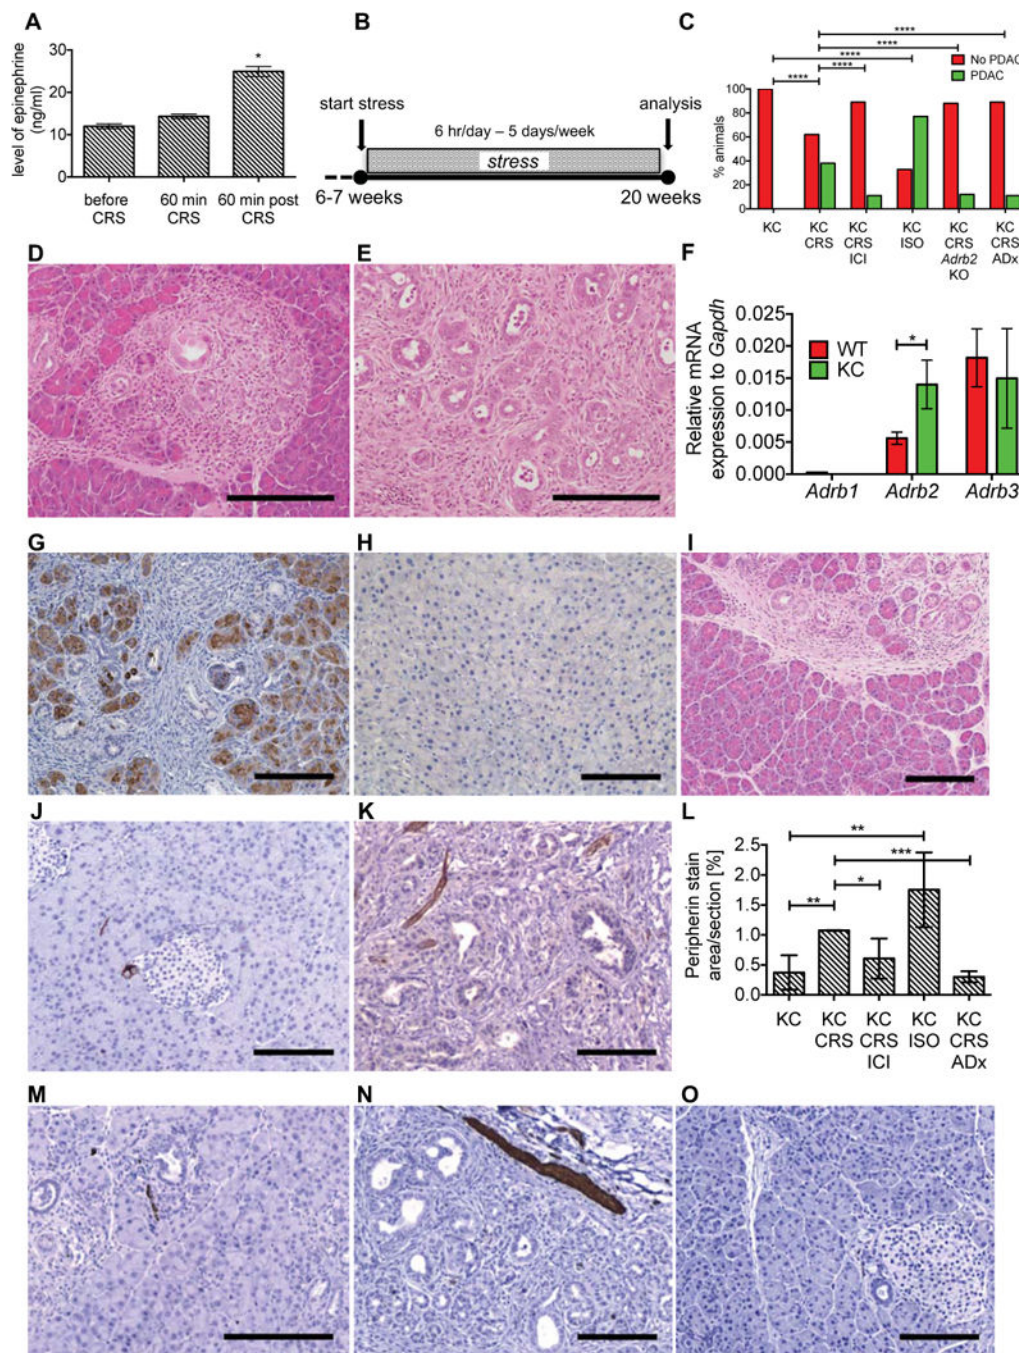 A
level of epinephrine
(ng/ml)
30
20
10
0
*
before
CRS
60 min
CRS
60 min post
CRS
B
start stress
analysis
6 hr/day – 5 days/week
stress
6-7 weeks
20 weeks
C
% animals
100
80
60
40
20
0
****
****
****
****
****
No PDAC
PDAC
KC
KC
CRS
KC
CRS
ICI
KC
ISO
KC
CRS
Adrb2
KO
KC
CRS
ADx
D
E
F
Relative mRNA
expression to Gapdh
0.025
0.020
0.015
0.010
0.005
0.000
WT
KC
*
Adrb1
Adrb2
Adrb3
G
H
I
J
K
L
Peripherin stain
area/section [%]
2.5
2.0
1.5
1.0
0.5
0.0
**
***
*
**
KC
KC
CRS
KC
CRS
ICI
KC
ISO
KC
CRS
ADx
M
N
O